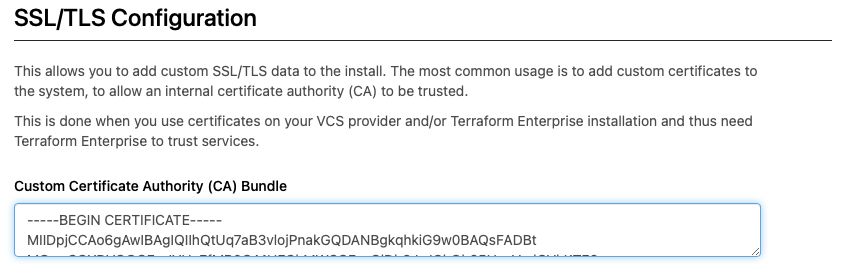 SSL/TLS Configuration
This allows you to add custom SSL/TLS data to the install. The most common usage is to add custom certificates to
the system, to allow an internal certificate authority (CA) to be trusted.
This is done when you use certificates on your VCS provider and/or Terraform Enterprise installation and thus need
Terraform Enterprise to trust services.
Custom Certificate Authority (CA) Bundle
-----BEGIN CERTIFICATE-----
MIIDpjCCAo6gAwIBAgIQIIhQtUq7aB3vlojPnakGQDANBgkqhkiG9w0BAQsFADBt